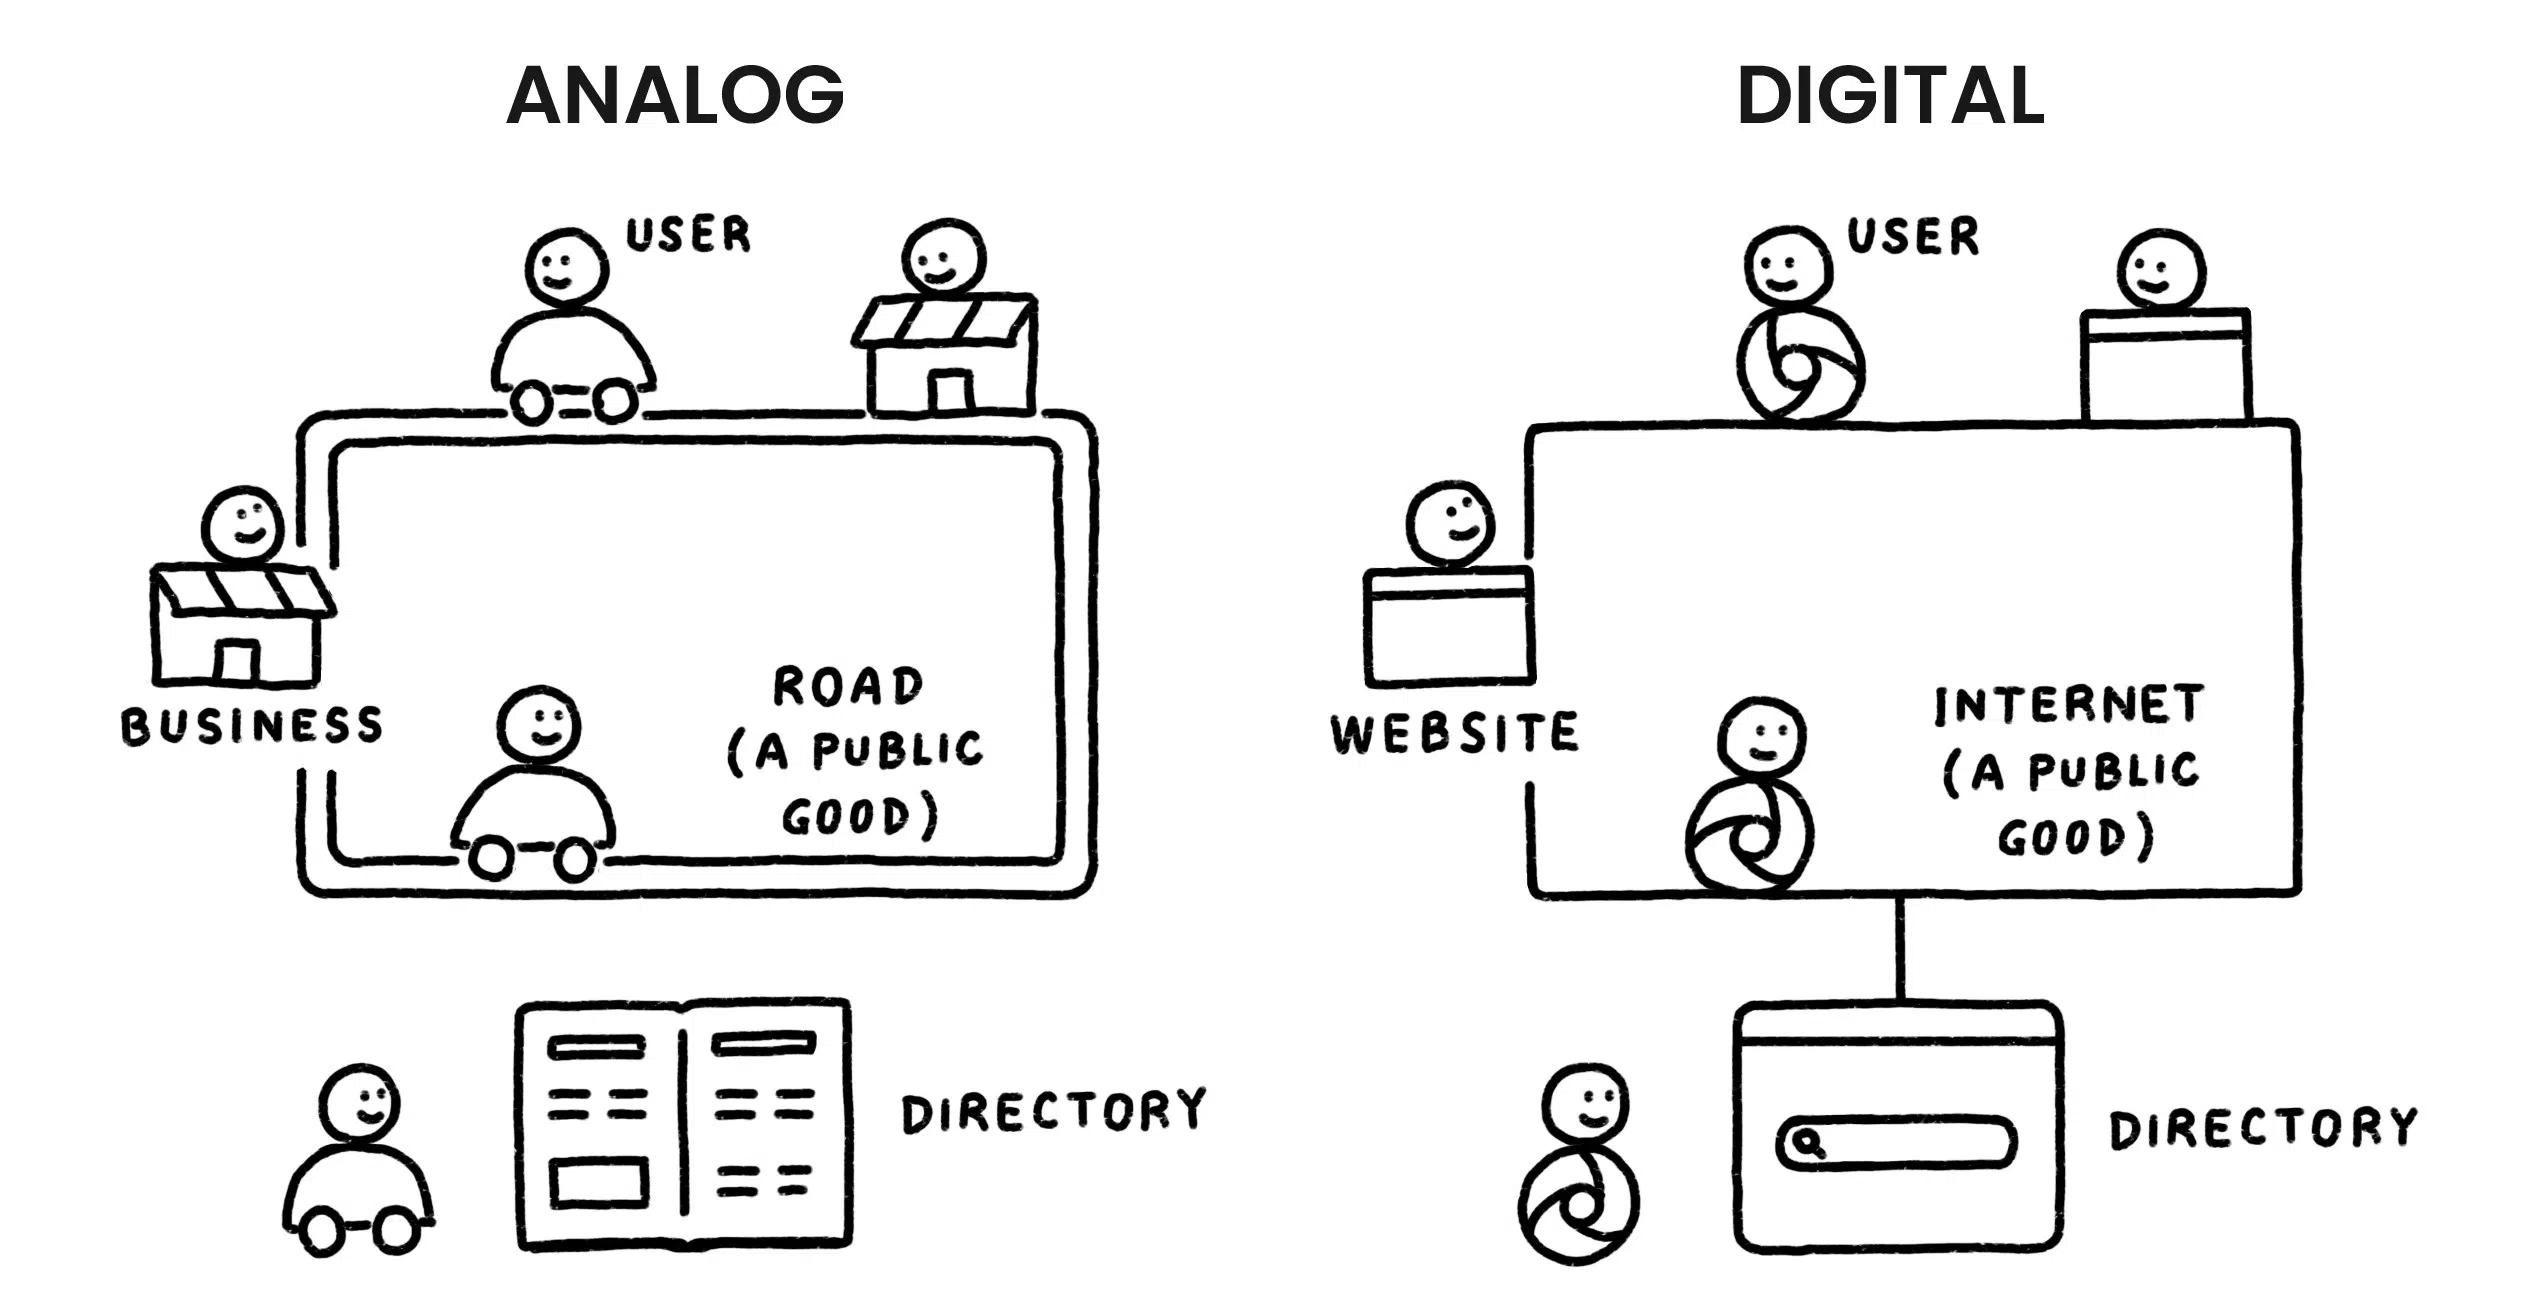 ANALOG
USER
BUSINESS
ROAD
(A PUBLIC
GOOD)
DIRECTORY
DIGITAL
USER
WEBSITE
INTERNET
(A PUBLIC
GOOD)
DIRECTORY